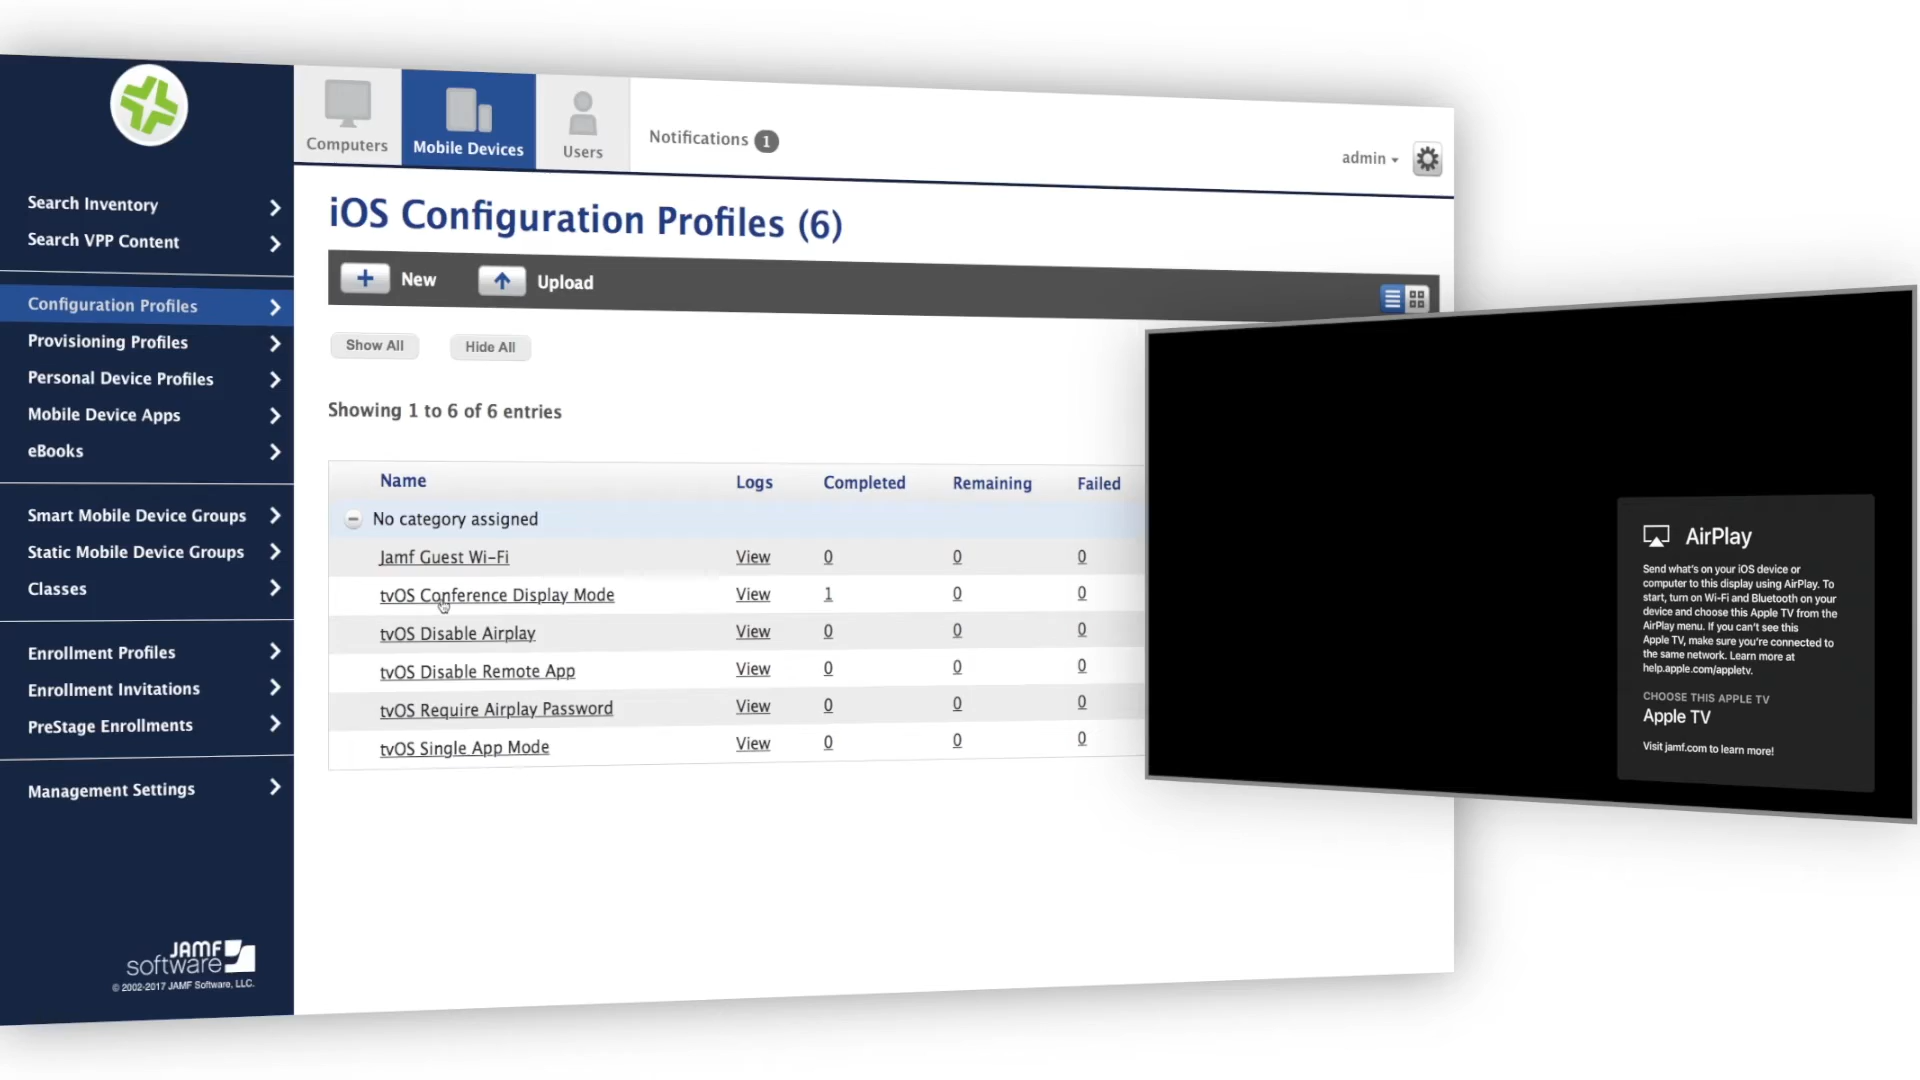 Computers
Mobile Devices
Users
Notifications 1
admin
Search Inventory
Search VPP Content
Configuration Profiles
Provisioning Profiles
Personal Device Profiles
Mobile Device Apps
eBooks
Smart Mobile Device Groups
Static Mobile Device Groups
Classes
Enrollment Profiles
Enrollment Invitations
PreStage Enrollments
Management Settings
JAMF
software
© 2002-2017 JAMF Software, LLC.
iOS Configuration Profiles (6)
New Upload
Show All Hide All
Showing 1 to 6 of 6 entries
Name Logs Completed Remaining Failed
No category assigned
Jamf Guest Wi-Fi View 0 0 0
tvOS Conference Display Mode View 1 0 0
tvOS Disable Airplay View 0 0 0
tvOS Disable Remote App View 0 0 0
tvOS Require Airplay Password View 0 0 0
tvOS Single App Mode View 0 0 0
AirPlay
Send what's on your iOS device or
computer to this display using AirPlay. To
start, turn on Wi-Fi and Bluetooth on your
device and choose this Apple TV from the
AirPlay menu. If you can't see this
Apple TV, make sure you're connected to
the same network. Learn more at
help.apple.com/appletv.
CHOOSE THIS APPLE TV
Apple TV
Visit jamf.com to learn more!